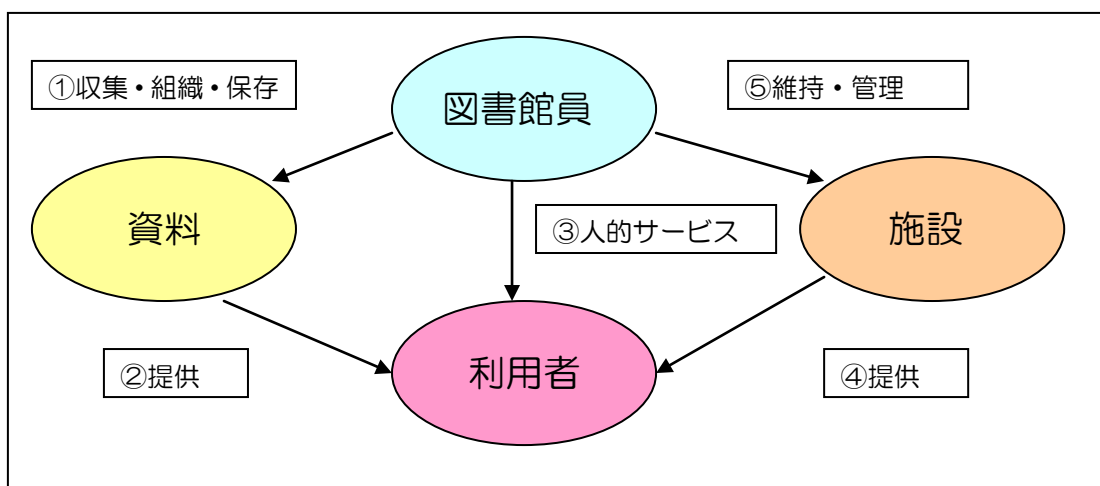 ①収集・組織・保存
図書館員
⑤維持・管理
資料
③人的サービス
施設
②提供
利用者
④提供